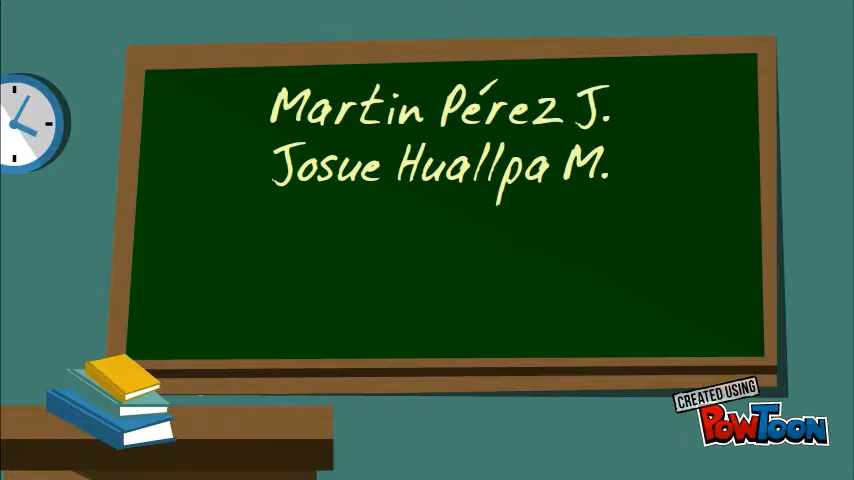 Martin Pérez J.
Josue Huallpa M.
CREATED USING
POWTOON